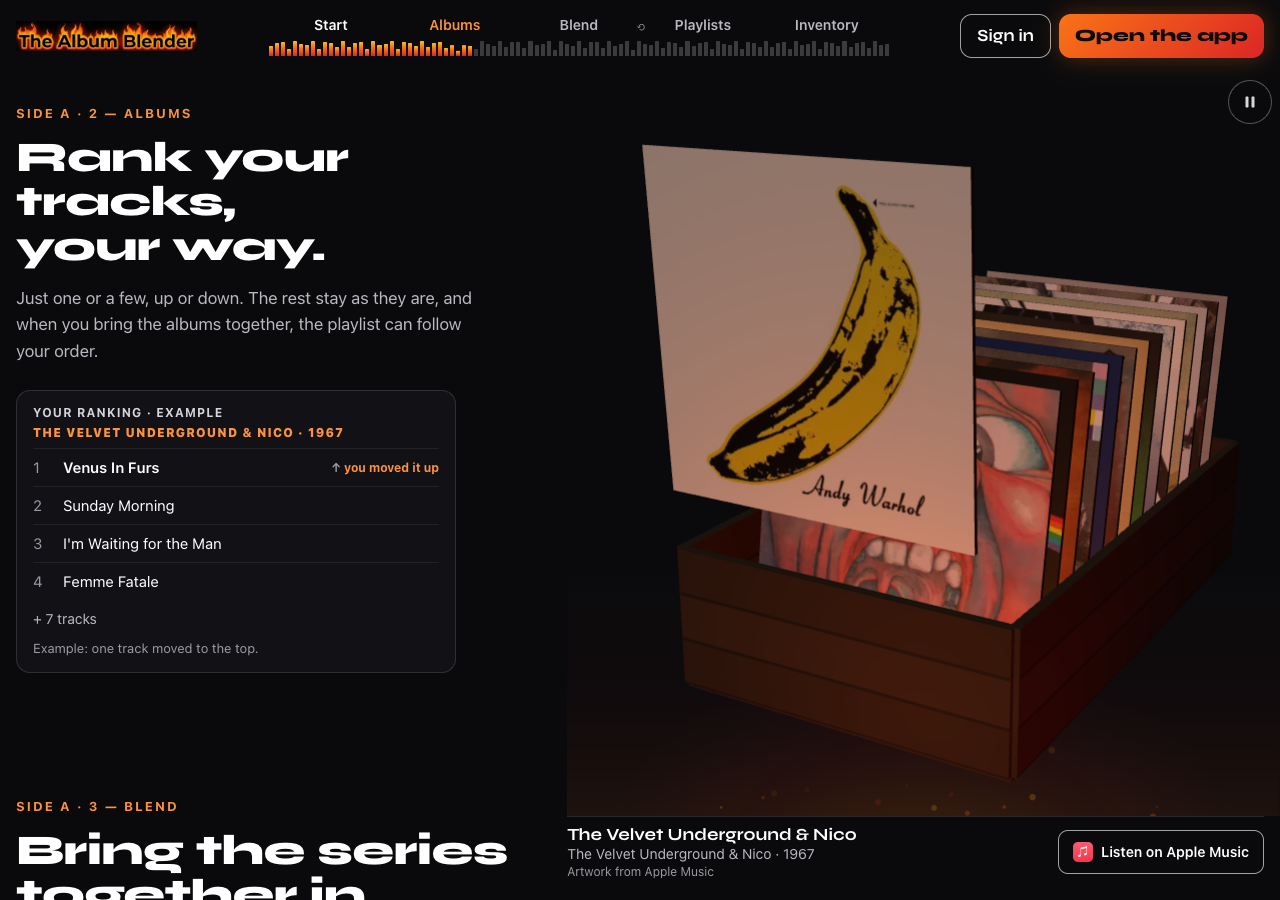 The Album Blender
Start
Albums
Blend
Playlists
Inventory
Sign in
Open the app
SIDE A · 2 — ALBUMS
Rank your
tracks,
your way.
Just one or a few, up or down. The rest stay as they are, and
when you bring the albums together, the playlist can follow
your order.
YOUR RANKING · EXAMPLE
THE VELVET UNDERGROUND & NICO · 1967
1 Venus In Furs ↑ you moved it up
2 Sunday Morning
3 I'm Waiting for the Man
4 Femme Fatale
+ 7 tracks
Example: one track moved to the top.
Andy Warhol
SIDE A · 3 — BLEND
Bring the series
together in
The Velvet Underground & Nico
The Velvet Underground & Nico · 1967
Artwork from Apple Music
Listen on Apple Music